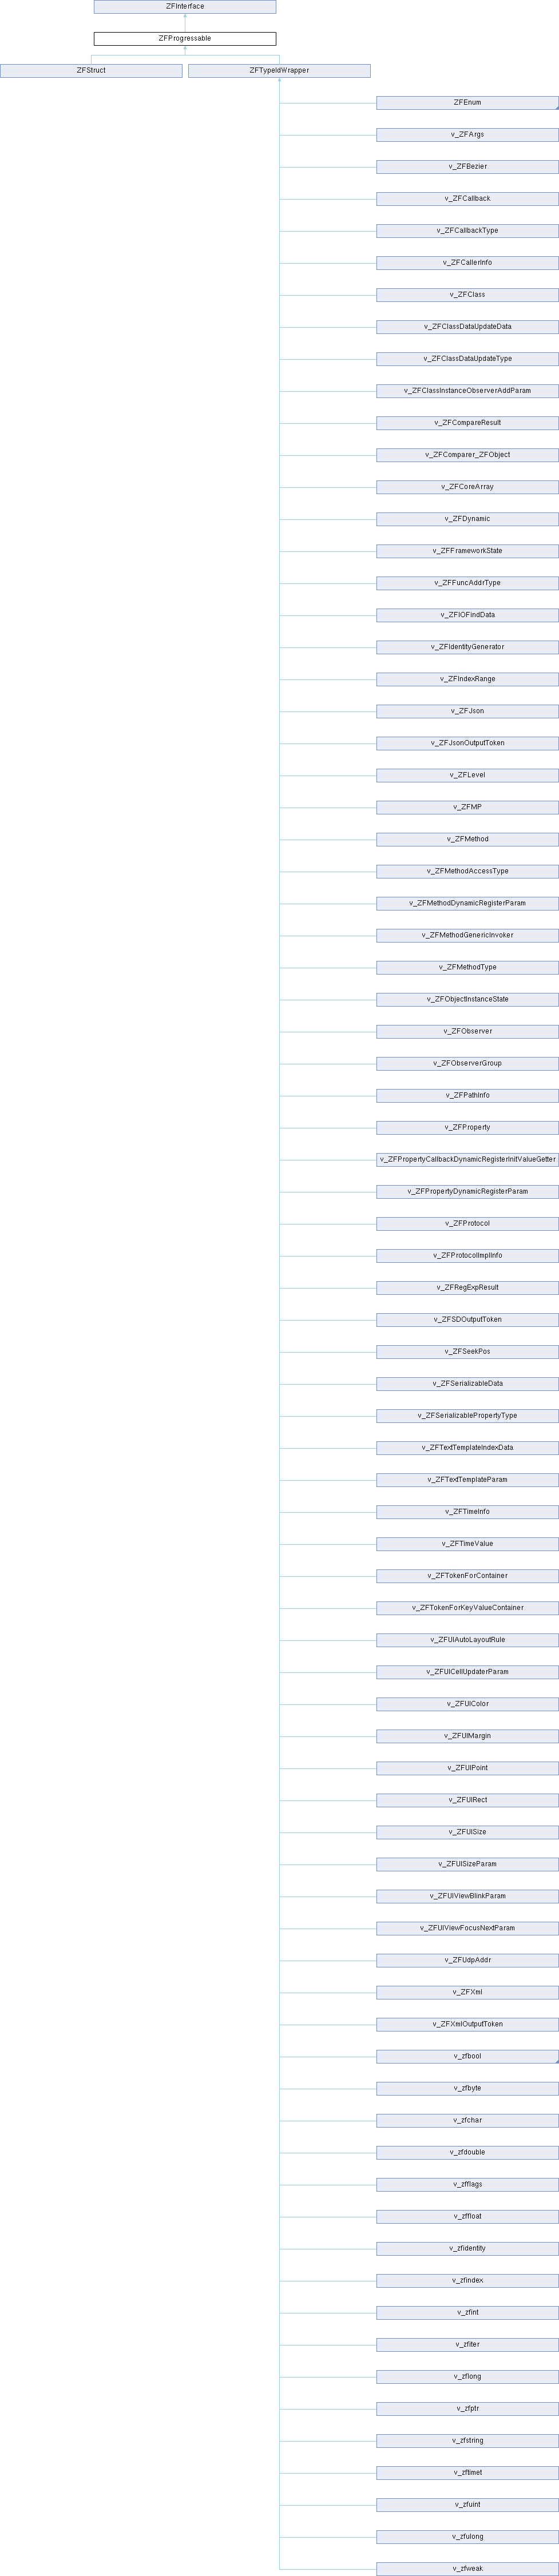 ZFInterface
ZFProgressable
ZFStruct
ZFTypeIdWrapper
ZFEnum
v_ZFArgs
v_ZFBezier
v_ZFCallback
v_ZFCallbackType
v_ZFCallerInfo
v_ZFClass
v_ZFClassDataUpdateData
v_ZFClassDataUpdateType
v_ZFClassInstanceObserverAddParam
v_ZFCompareResult
v_ZFComparer_ZFObject
v_ZFCoreArray
v_ZFDynamic
v_ZFFrameworkState
v_ZFFuncAddrType
v_ZFIOFindData
v_ZFIdentityGenerator
v_ZFIndexRange
v_ZFJson
v_ZFJsonOutputToken
v_ZFLevel
v_ZFMP
v_ZFMethod
v_ZFMethodAccessType
v_ZFMethodDynamicRegisterParam
v_ZFMethodGenericInvoker
v_ZFMethodType
v_ZFObjectInstanceState
v_ZFObserver
v_ZFObserverGroup
v_ZFPathInfo
v_ZFProperty
v_ZFPropertyCallbackDynamicRegisterInitValueGetter
v_ZFPropertyDynamicRegisterParam
v_ZFProtocol
v_ZFProtocolImplInfo
v_ZFRegExpResult
v_ZFSDOutputToken
v_ZFSeekPos
v_ZFSerializableData
v_ZFSerializablePropertyType
v_ZFTextTemplateIndexData
v_ZFTextTemplateParam
v_ZFTimeInfo
v_ZFTimeValue
v_ZFTokenForContainer
v_ZFTokenForKeyValueContainer
v_ZFUIAutoLayoutRule
v_ZFUICellUpdaterParam
v_ZFUIColor
v_ZFUIMargin
v_ZFUIPoint
v_ZFUIRect
v_ZFUISize
v_ZFUISizeParam
v_ZFUIViewBlinkParam
v_ZFUIViewFocusNextParam
v_ZFUdpAddr
v_ZFXml
v_ZFXmlOutputToken
v_zfbool
v_zfbyte
v_zfchar
v_zfdouble
v_zfflags
v_zffloat
v_zfidentity
v_zfindex
v_zfint
v_zfiter
v_zflong
v_zfptr
v_zfstring
v_zftimet
v_zfuint
v_zfulong
v_zfweak